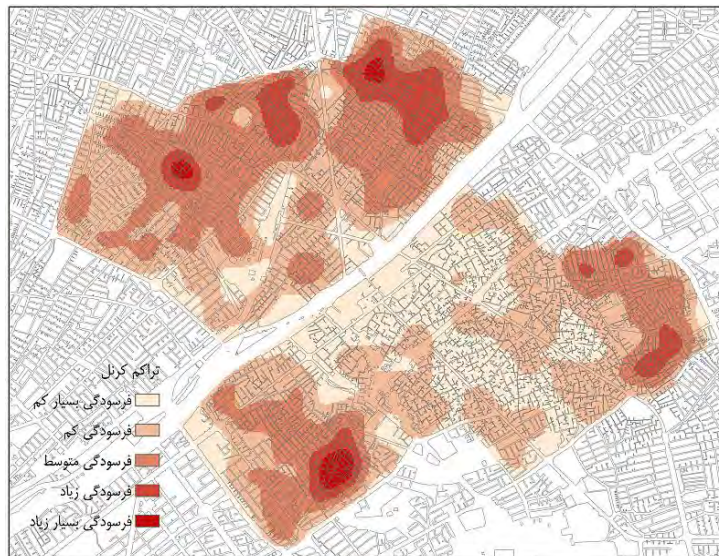 تراکم کرنل
فرسودگی بسیار کم
فرسودگی کم
فرسودگی متوسط
فرسودگی زیاد
فرسودگی بسیار زیاد